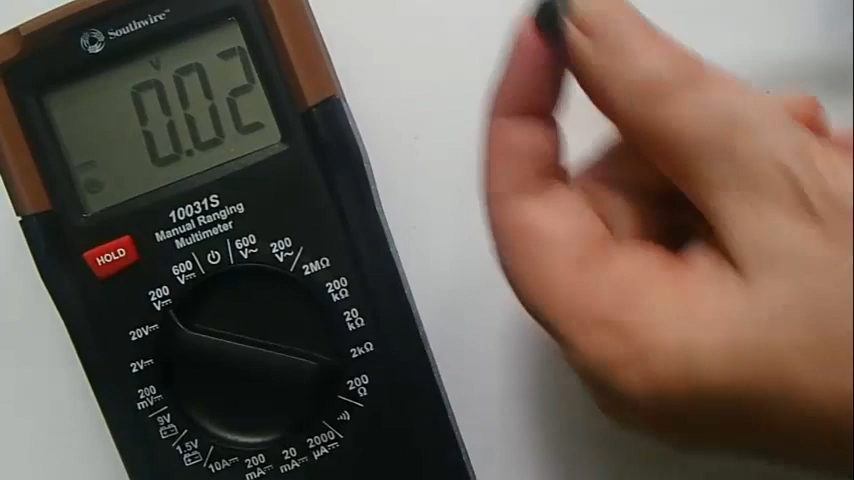 Southwire™
V
0.02
10031S
Manual Ranging
Multimeter
HOLD
600
V⎓
600
V~
200
V~
2MΩ
200
kΩ
20
kΩ
2kΩ
200
Ω
2000
µA⎓
20
mA⎓
200
mA⎓
10A⎓
1.5V
9V
200
mV⎓
2V⎓
20V⎓
200
V⎓